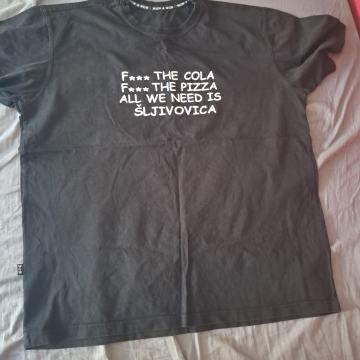 F*** THE COLA
F*** THE PIZZA
ALL WE NEED IS
ŠLJIVOVICA